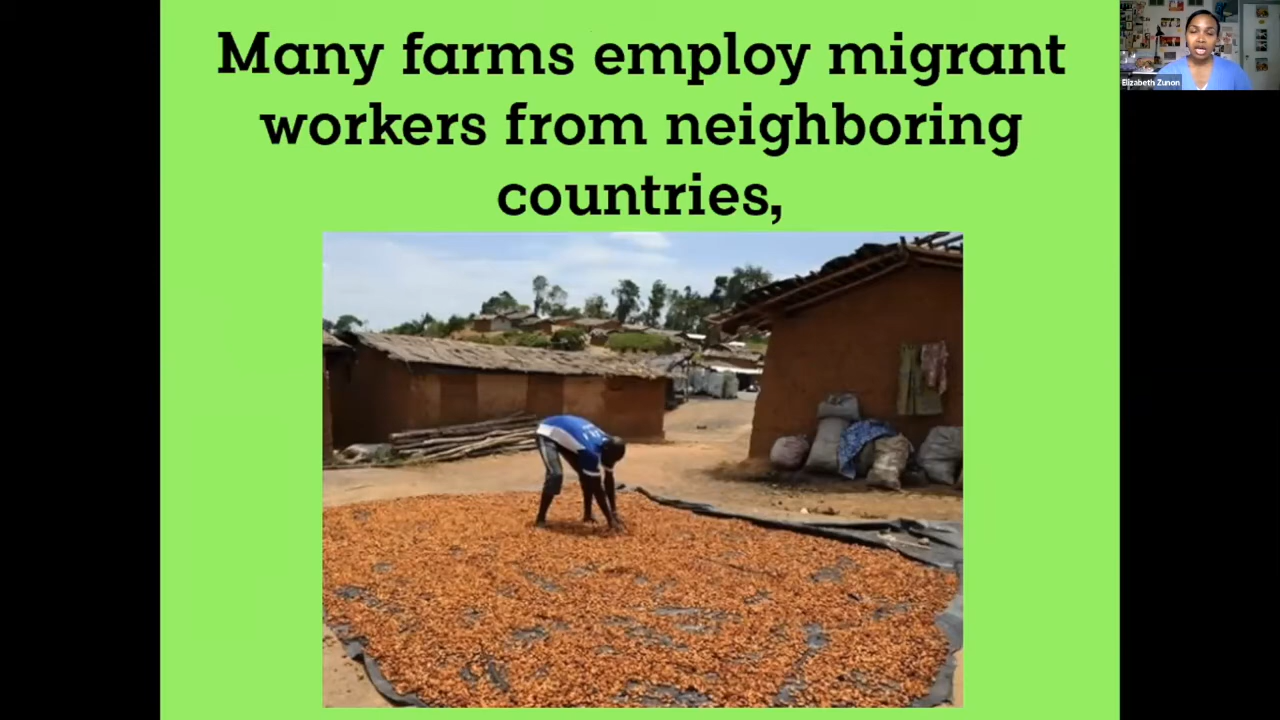 Many farms employ migrant
workers from neighboring
countries,
Elizabeth Zunon